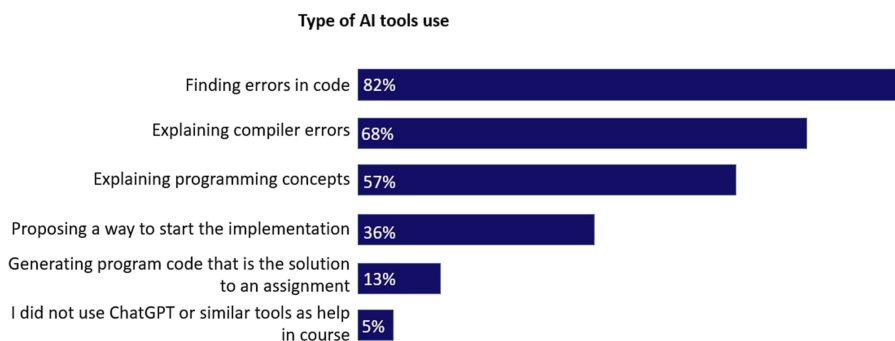 Type of AI tools use
Finding errors in code 82%
Explaining compiler errors 68%
Explaining programming concepts 57%
Proposing a way to start the implementation 36%
Generating program code that is the solution
to an assignment 13%
I did not use ChatGPT or similar tools as help
in course 5%